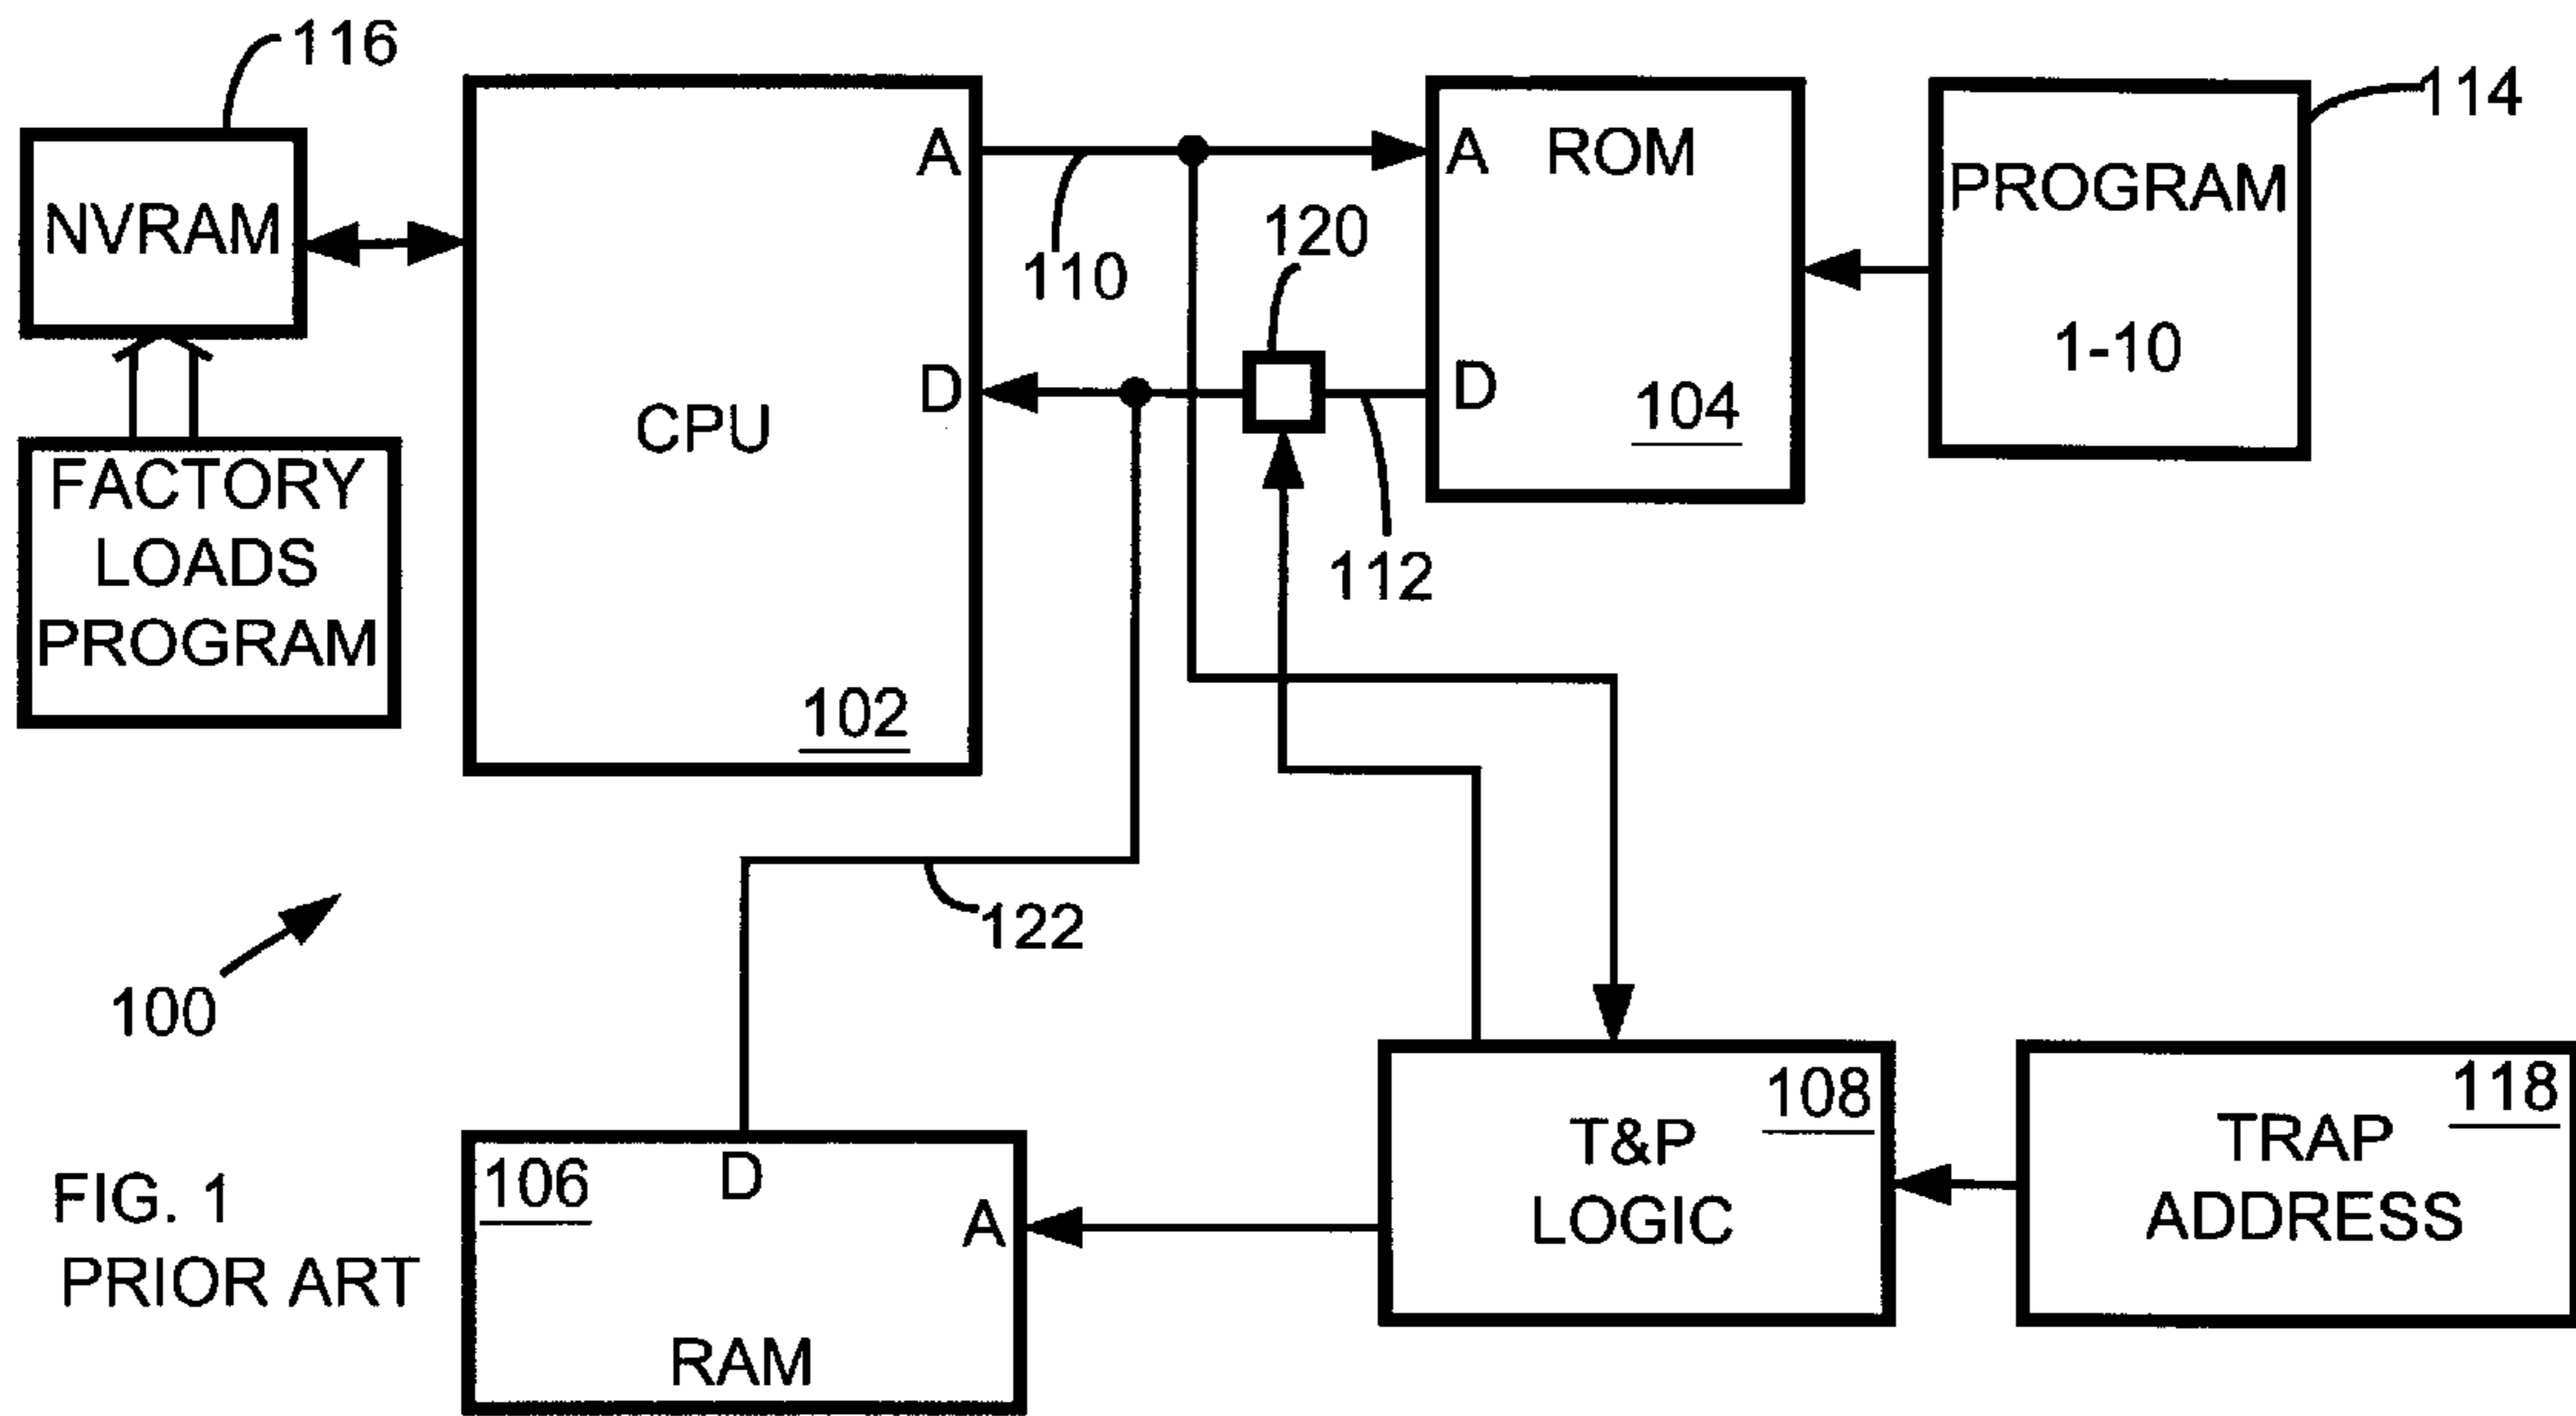 116
NVRAM
FACTORY
LOADS
PROGRAM
CPU
A
D
102
110
120
112
A
ROM
D
104
PROGRAM
1-10
114
122
100
106
D
A
RAM
T&P
LOGIC
108
118
TRAP
ADDRESS
FIG. 1
PRIOR ART